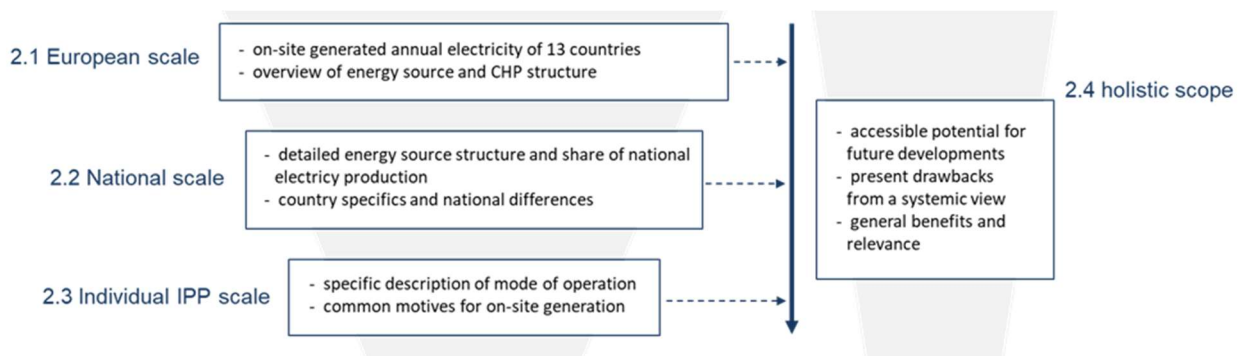 2.1 European scale
- on-site generated annual electricity of 13 countries
- overview of energy source and CHP structure
2.2 National scale
- detailed energy source structure and share of national
electricy production
- country specifics and national differences
2.3 Individual IPP scale
- specific description of mode of operation
- common motives for on-site generation
2.4 holistic scope
- accessible potential for
future developments
- present drawbacks
from a systemic view
- general benefits and
relevance